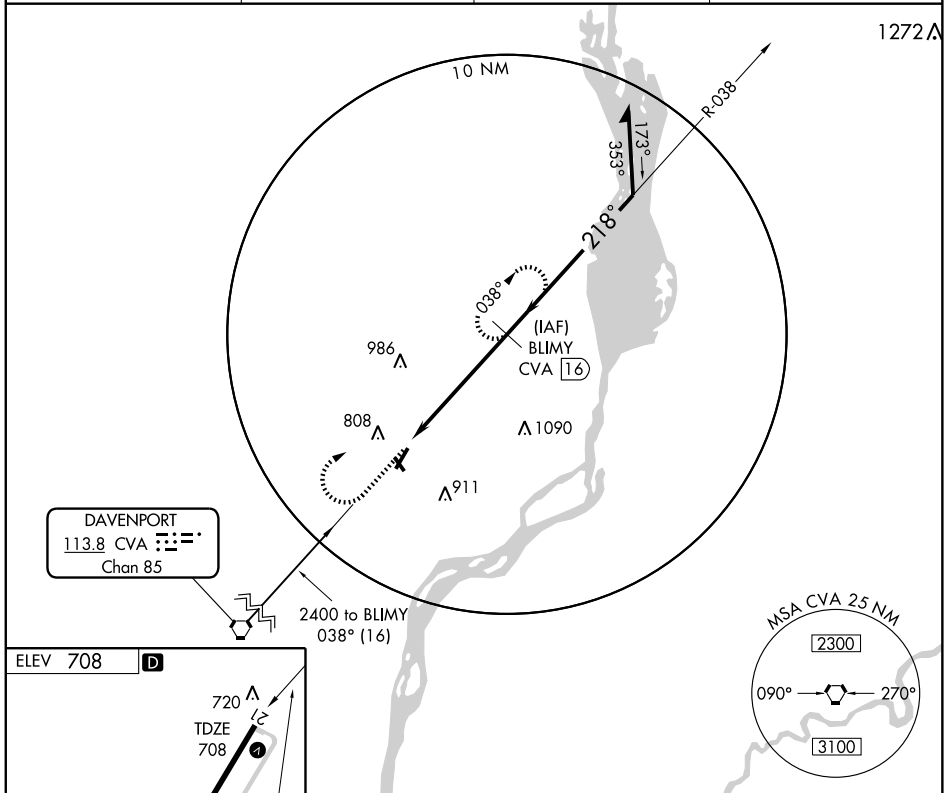 1272
10 NM
R-038
173°
353°
218°
038°
(IAF)
BLIMY
CVA 16
986
808
1090
911
DAVENPORT
113.8 CVA
Chan 85
2400 to BLIMY
038° (16)
MSA CVA 25 NM
2300
090°
270°
3100
ELEV 708 D
720
21
TDZE
708